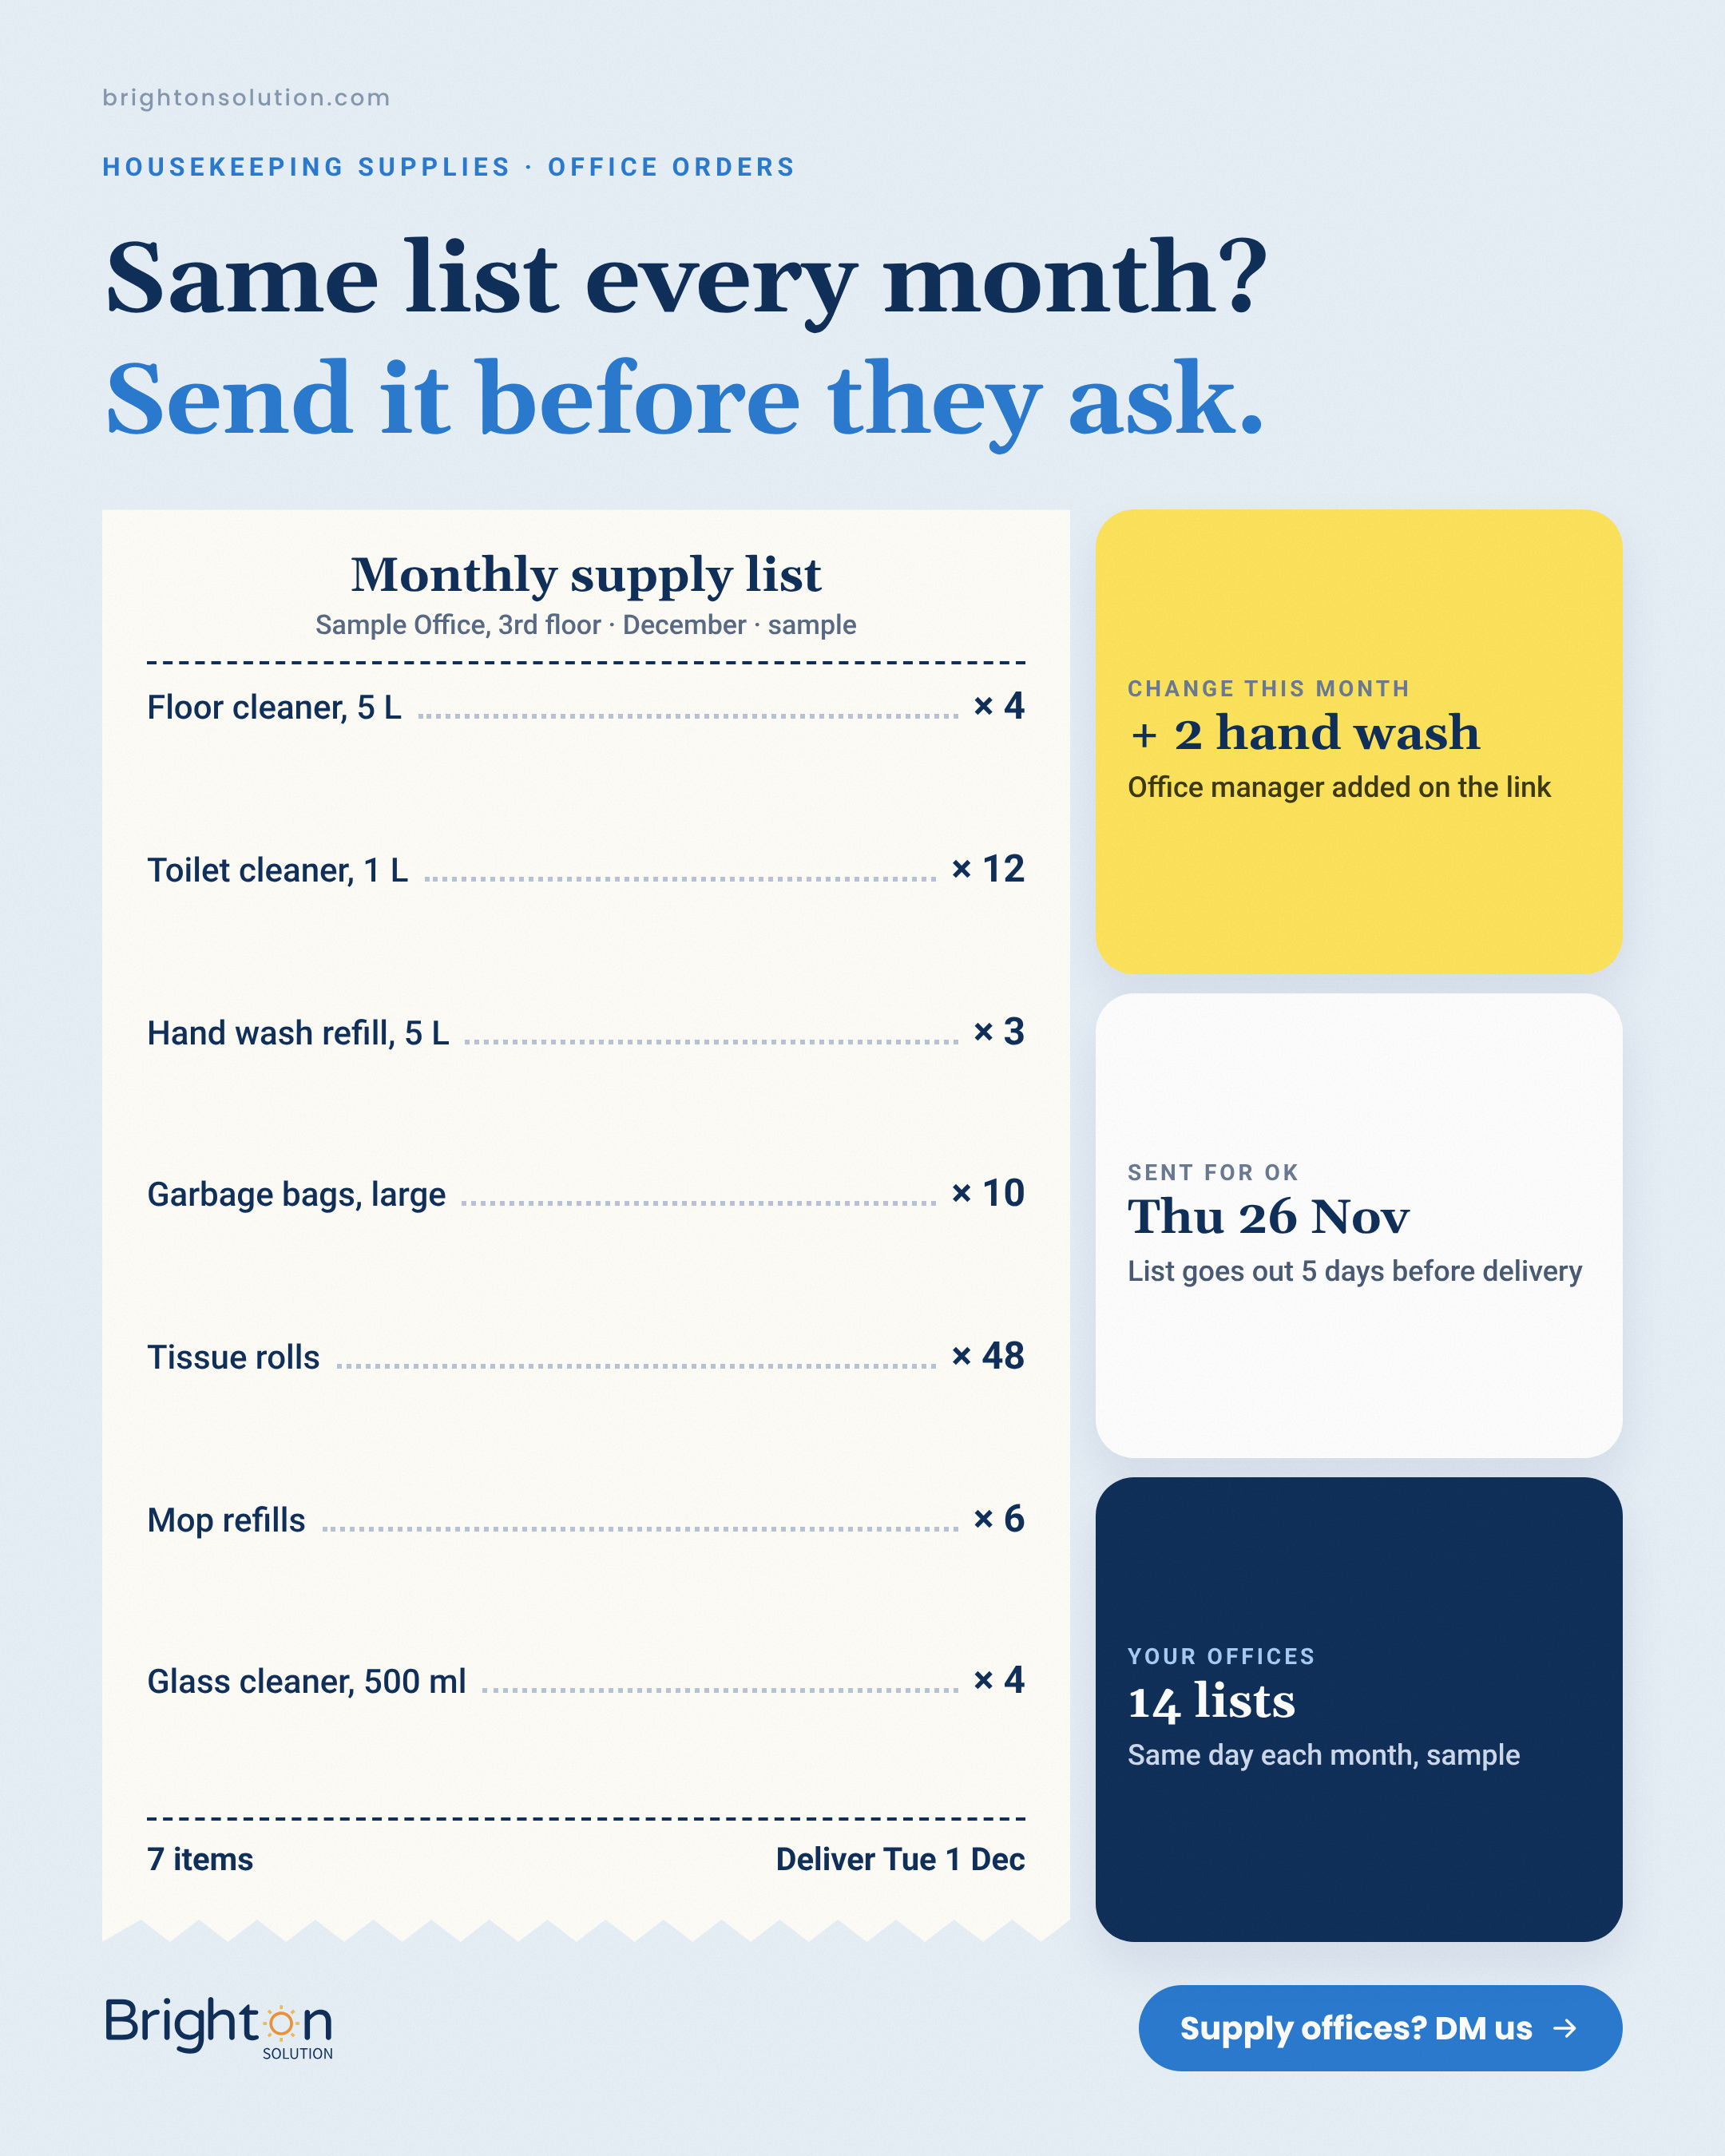 brightonsolution.com
HOUSEKEEPING SUPPLIES · OFFICE ORDERS
Same list every month?
Send it before they ask.
Monthly supply list
Sample Office, 3rd floor · December · sample
Floor cleaner, 5 L × 4
Toilet cleaner, 1 L × 12
Hand wash refill, 5 L × 3
Garbage bags, large × 10
Tissue rolls × 48
Mop refills × 6
Glass cleaner, 500 ml × 4
7 items Deliver Tue 1 Dec
CHANGE THIS MONTH
+ 2 hand wash
Office manager added on the link
SENT FOR OK
Thu 26 Nov
List goes out 5 days before delivery
YOUR OFFICES
14 lists
Same day each month, sample
Brighton
SOLUTION
Supply offices? DM us →